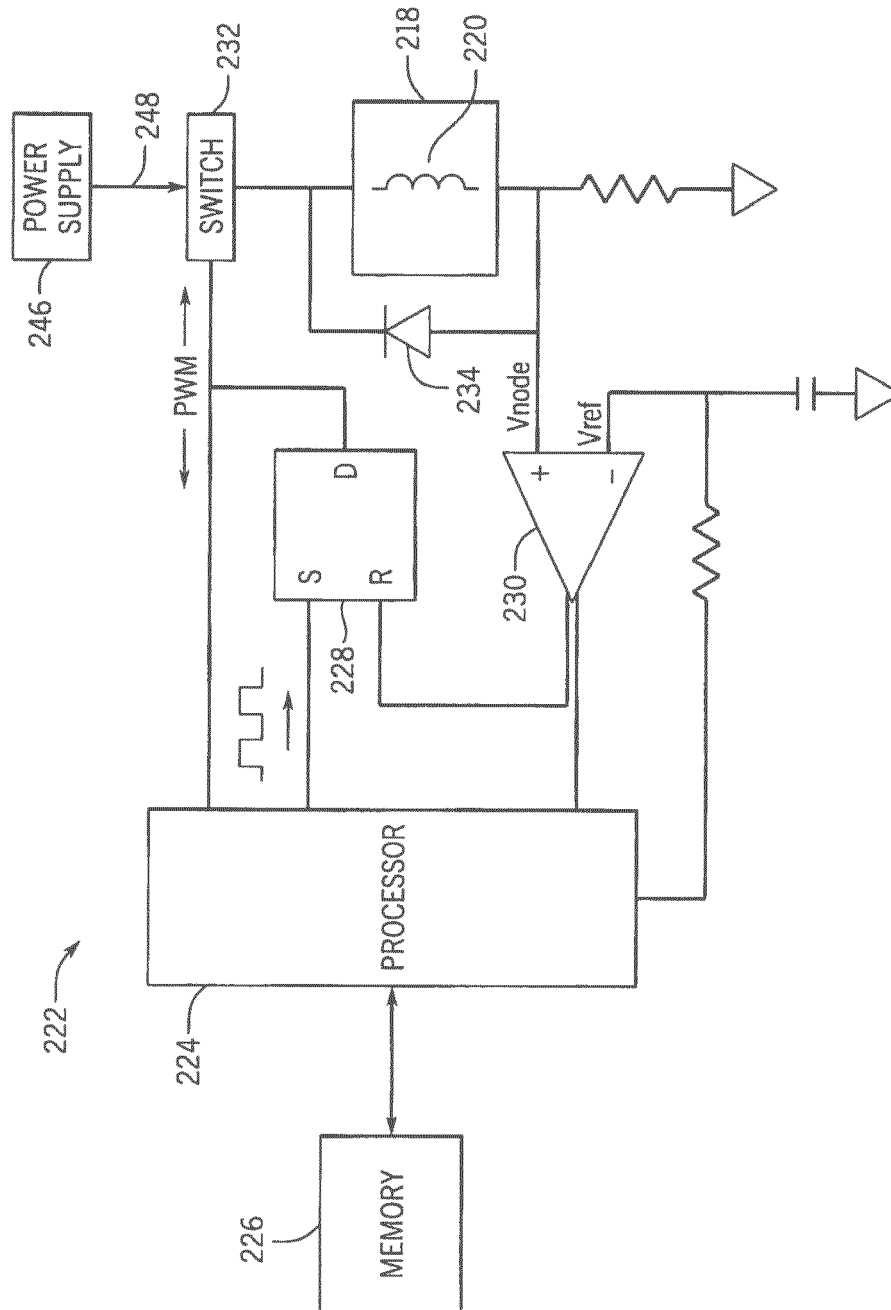 222
226
MEMORY
224
PROCESSOR
PWM
S
R
D
228
230
Vnode
Vref
+
-
234
246
POWER
SUPPLY
248
SWITCH
232
218
220